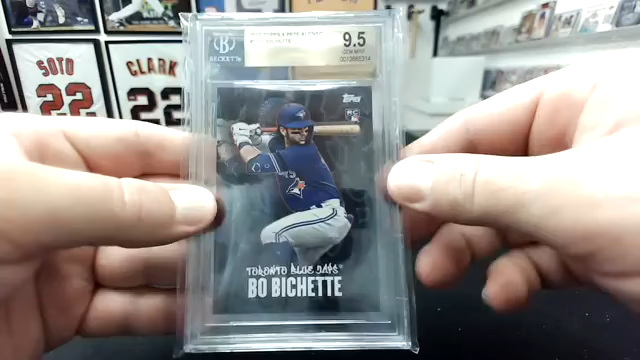 SOTO
22
CLARK
22
BECKETT
9.5
GEM MINT
Topps
RC
TORONTO BLUE JAYS
BO BICHETTE